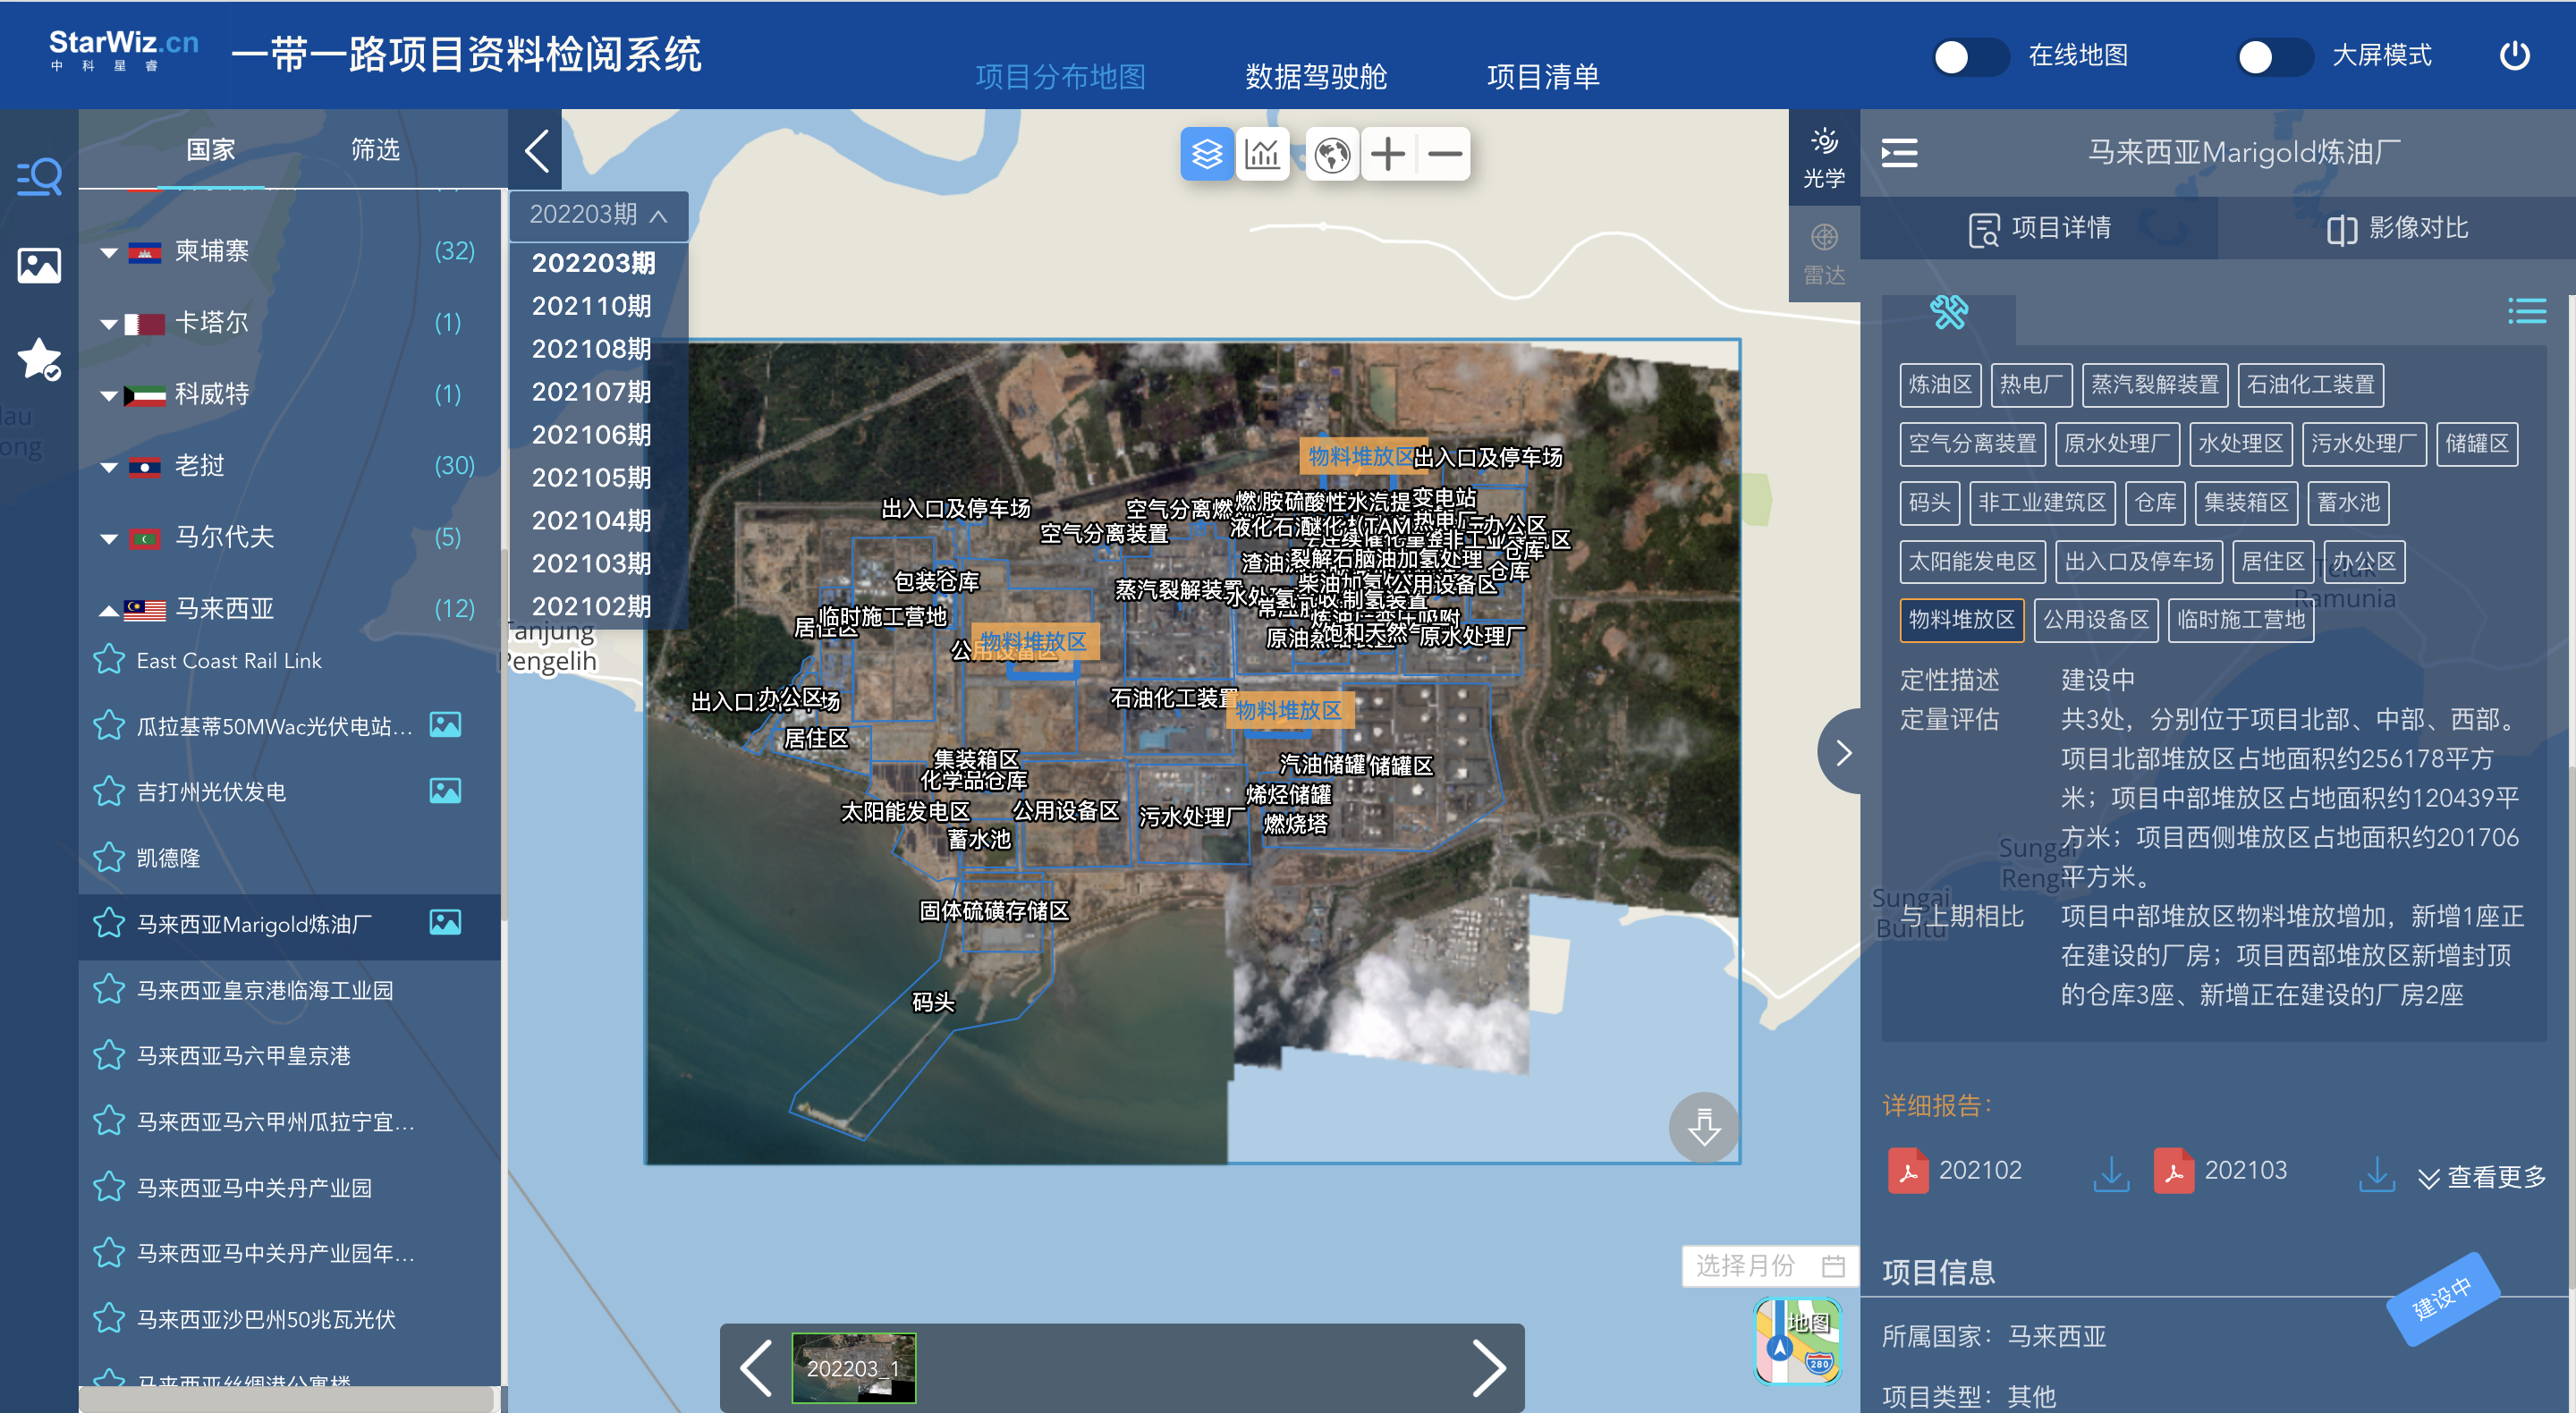 StarWiz.cn
中科星睿
一带一路项目资料检阅系统
项目分布地图
数据驾驶舱
项目清单
在线地图
大屏模式
国家
筛选
柬埔寨 (32)
卡塔尔 (1)
科威特 (1)
老挝 (30)
马尔代夫 (5)
马来西亚 (12)
East Coast Rail Link
瓜拉基蒂50MWac光伏电站...
吉打州光伏发电
凯德隆
马来西亚Marigold炼油厂
马来西亚皇京港临海工业园
马来西亚马六甲皇京港
马来西亚马六甲州瓜拉宁宜...
马来西亚马中关丹产业园
马来西亚马中关丹产业园年...
马来西亚沙巴州50兆瓦光伏
马来西亚丝绸港公寓楼
202203期
202203期
202110期
202108期
202107期
202106期
202105期
202104期
202103期
202102期
Tanjung
Pengelih
物料堆放区
出入口及停车场
出入口及停车场
空气分离装置
变电站
办公区
仓库
仓库
包装仓库
临时施工营地
居住区
蒸汽裂解装置
裂解石脑油加氢处理
公用设备区
制氢装置
原水处理厂
物料堆放区
办公区
石油化工装置
物料堆放区
居住区
集装箱区
化学品仓库
汽油储罐
储罐区
太阳能发电区
公用设备区
污水处理厂
烯烃储罐
燃烧塔
蓄水池
固体硫磺存储区
码头
光学
雷达
马来西亚Marigold炼油厂
项目详情
影像对比
炼油区 热电厂 蒸汽裂解装置 石油化工装置
空气分离装置 原水处理厂 水处理区 污水处理厂 储罐区
码头 非工业建筑区 仓库 集装箱区 蓄水池
太阳能发电区 出入口及停车场 居住区 办公区
物料堆放区 公用设备区 临时施工营地
Teluk
Ramunia
定性描述 建设中
定量评估 共3处，分别位于项目北部、中部、西部。
项目北部堆放区占地面积约256178平方
米；项目中部堆放区占地面积约120439平
方米；项目西侧堆放区占地面积约201706
平方米。
与上期相比 项目中部堆放区物料堆放增加，新增1座正
在建设的厂房；项目西部堆放区新增封顶
的仓库3座、新增正在建设的厂房2座
Sungai
Sungai
详细报告：
202102
202103
查看更多
项目信息
建设中
所属国家：马来西亚
项目类型：其他
选择月份
地图
280
202203_1